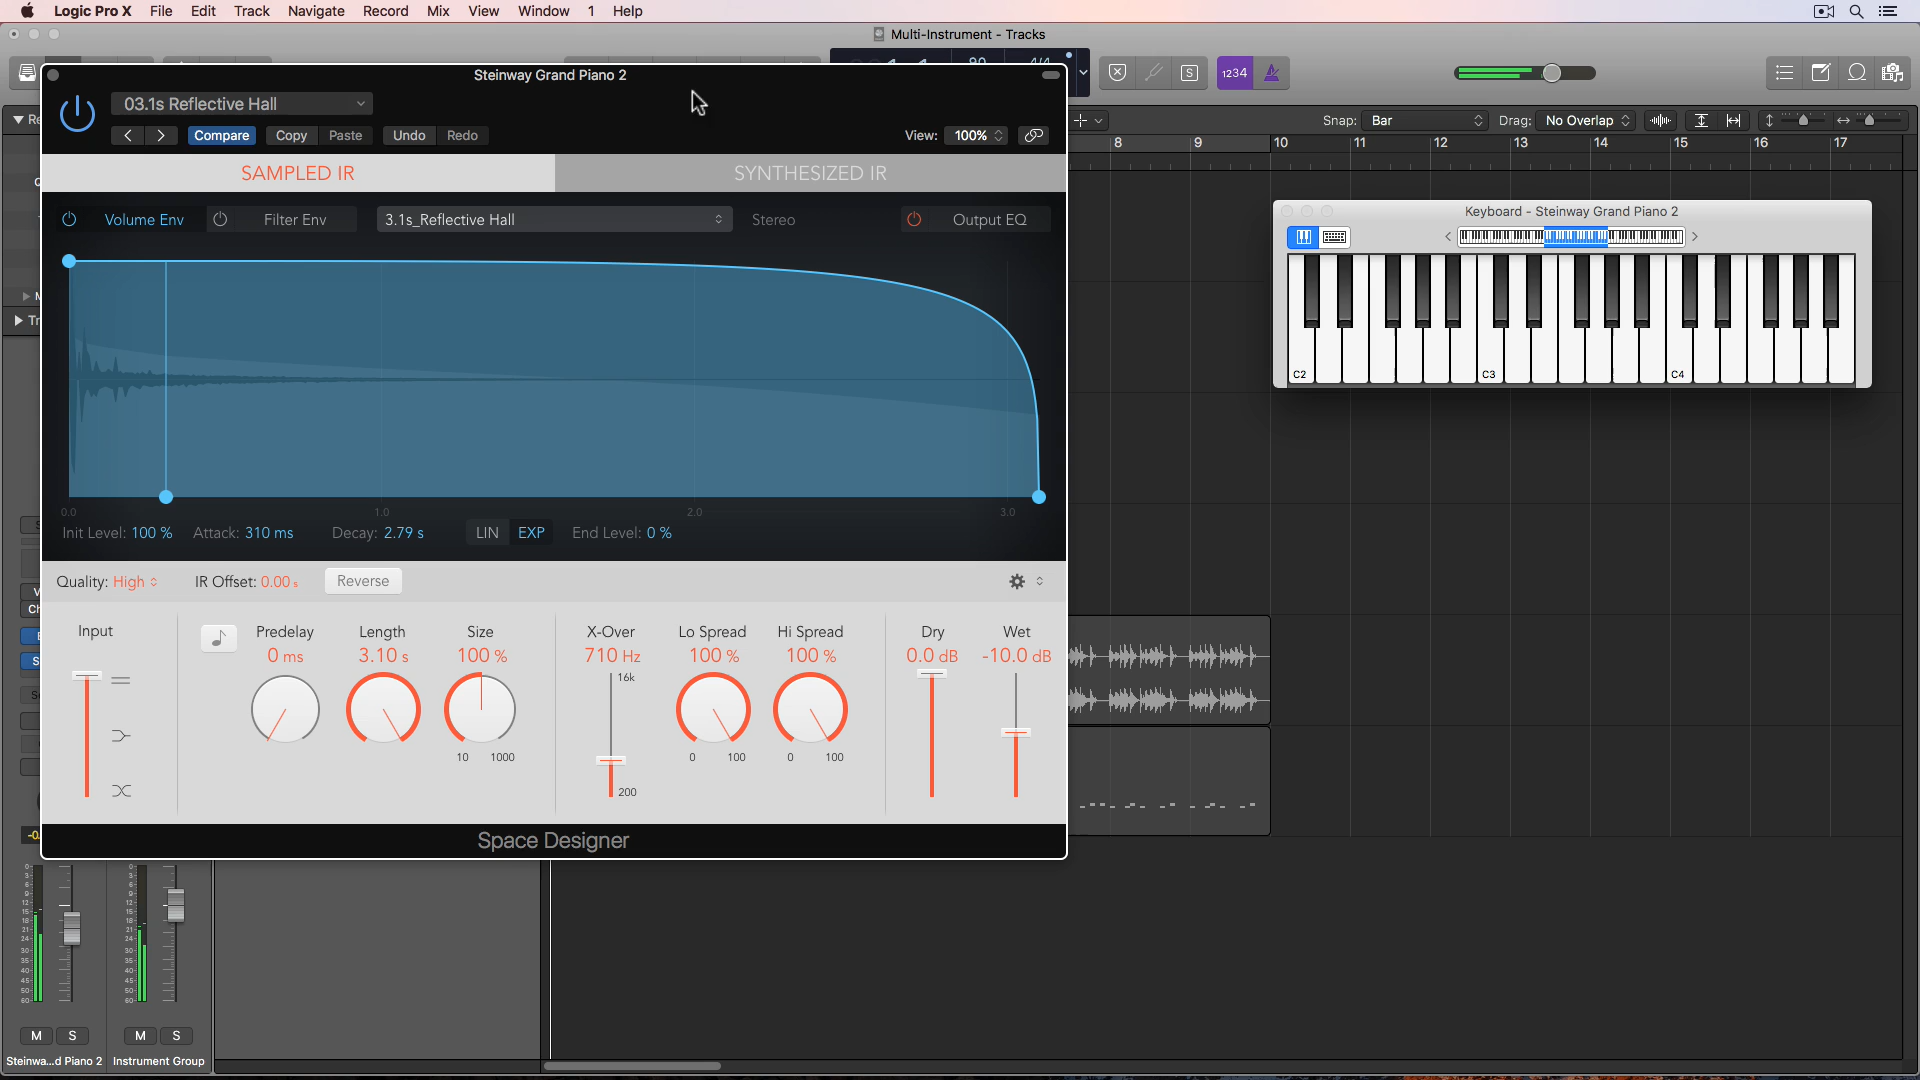 Logic Pro X File Edit Track Navigate Record Mix View Window 1 Help
Multi-Instrument - Tracks
Steinway Grand Piano 2
S 1234
03.1s Reflective Hall
Compare Copy Paste Undo Redo View: 100%
Snap: Bar Drag: No Overlap
8 9 10 11 12 13 14 15 16 17
SAMPLED IR SYNTHESIZED IR
Volume Env Filter Env 3.1s_Reflective Hall Stereo Output EQ
Keyboard - Steinway Grand Piano 2
C2 C3 C4
0.0 1.0 2.0 3.0
Init Level: 100 % Attack: 310 ms Decay: 2.79 s LIN EXP End Level: 0 %
Quality: High IR Offset: 0.00 s Reverse
Input Predelay Length Size X-Over Lo Spread Hi Spread Dry Wet
0 ms 3.10 s 100 % 710 Hz 100 % 100 % 0.0 dB -10.0 dB
16k
10 1000 0 100 0 100
200
Space Designer
M S M S
Steinwa...d Piano 2 Instrument Group